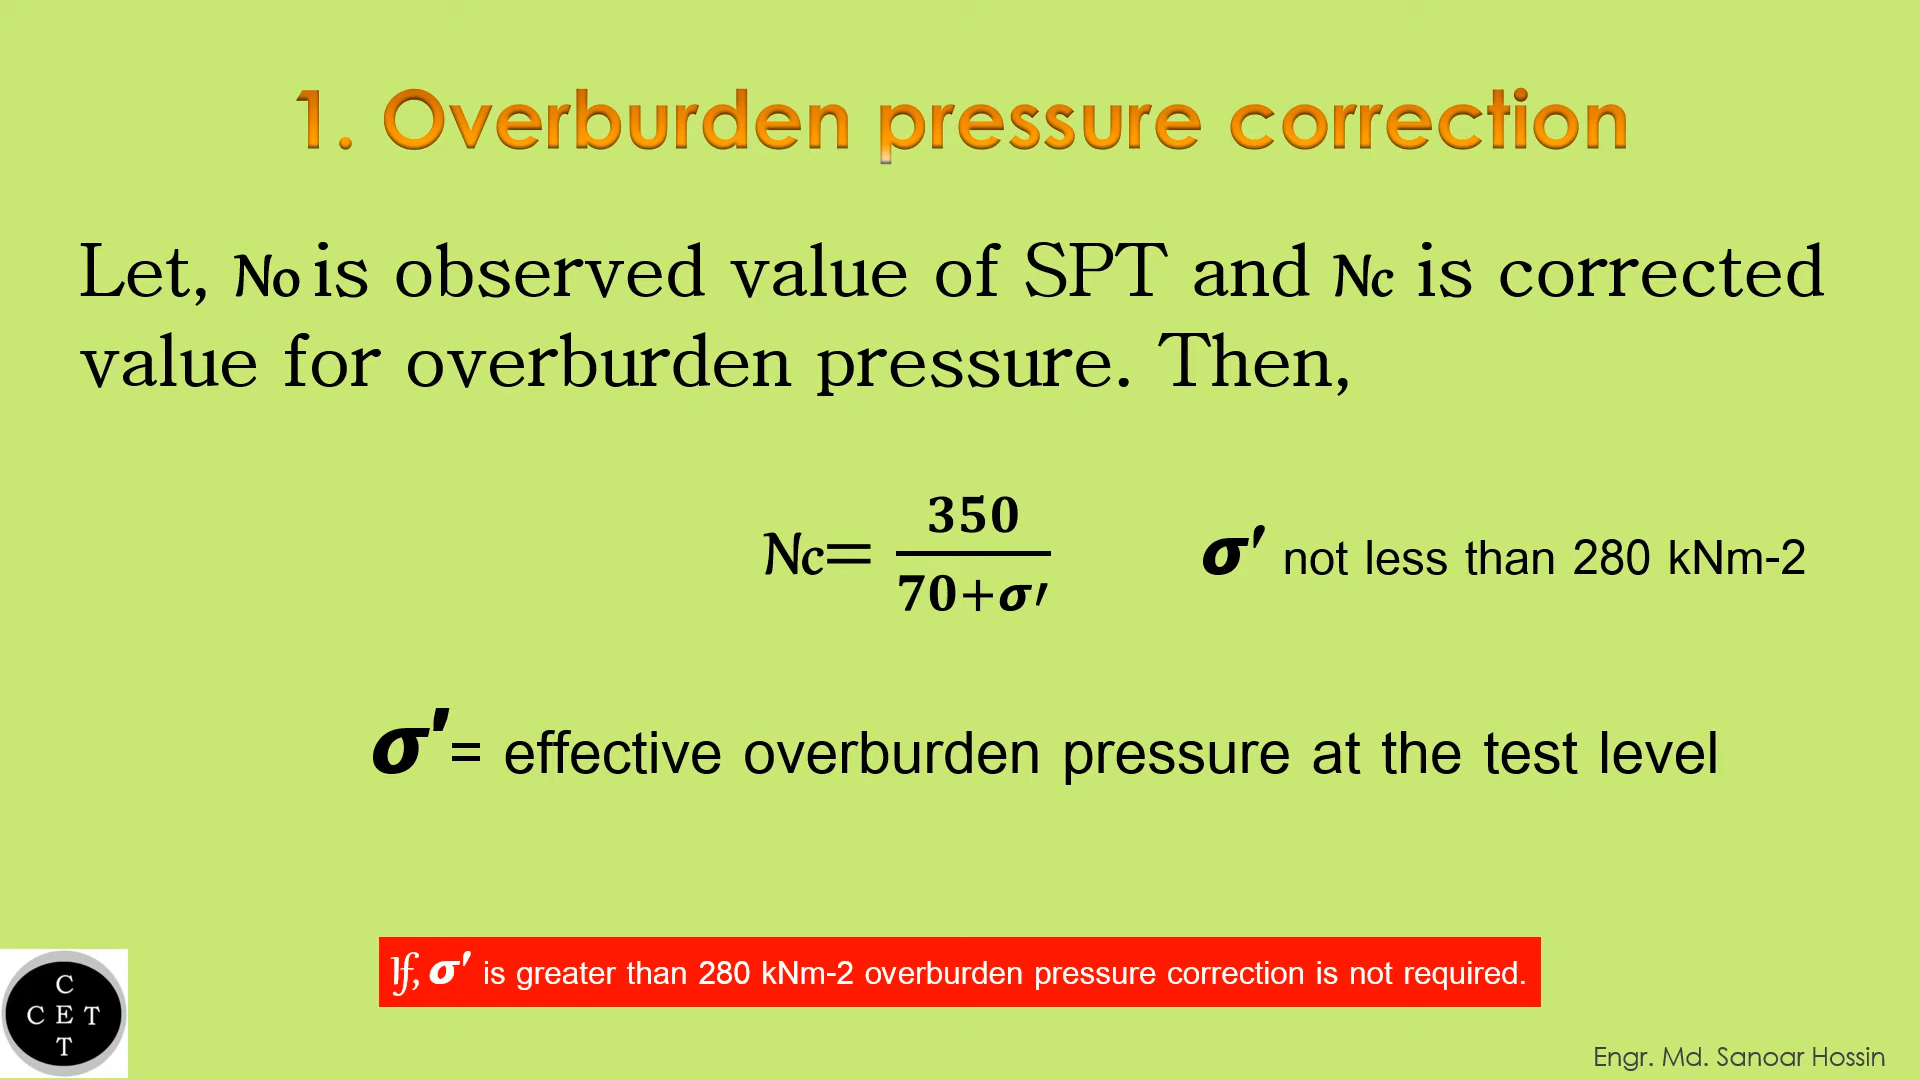 1. Overburden pressure correction
Let, No is observed value of SPT and Nc is corrected
value for overburden pressure. Then,
Nc= 350/70+σ′ σ′ not less than 280 kNm-2
σ′= effective overburden pressure at the test level
If, σ′ is greater than 280 kNm-2 overburden pressure correction is not required.
C
C E T
T
Engr. Md. Sanoar Hossin